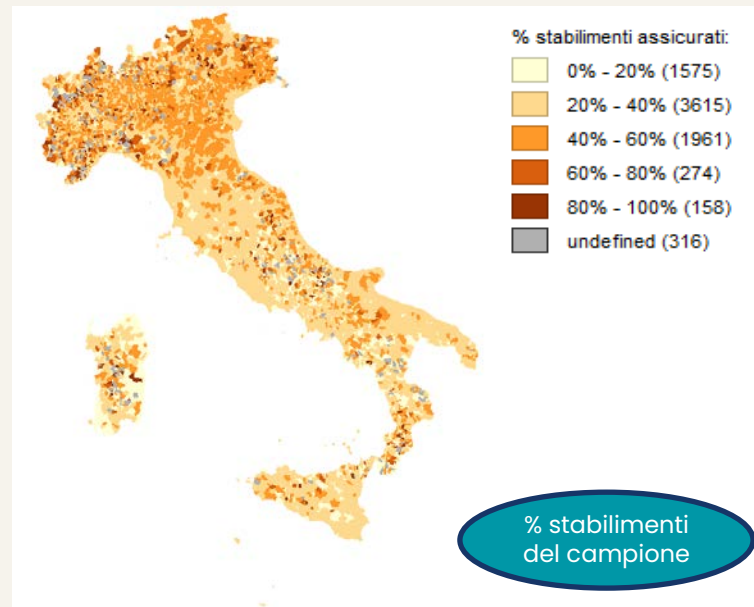 % stabilimenti assicurati:
0% - 20% (1575)
20% - 40% (3615)
40% - 60% (1961)
60% - 80% (274)
80% - 100% (158)
undefined (316)
% stabilimenti
del campione